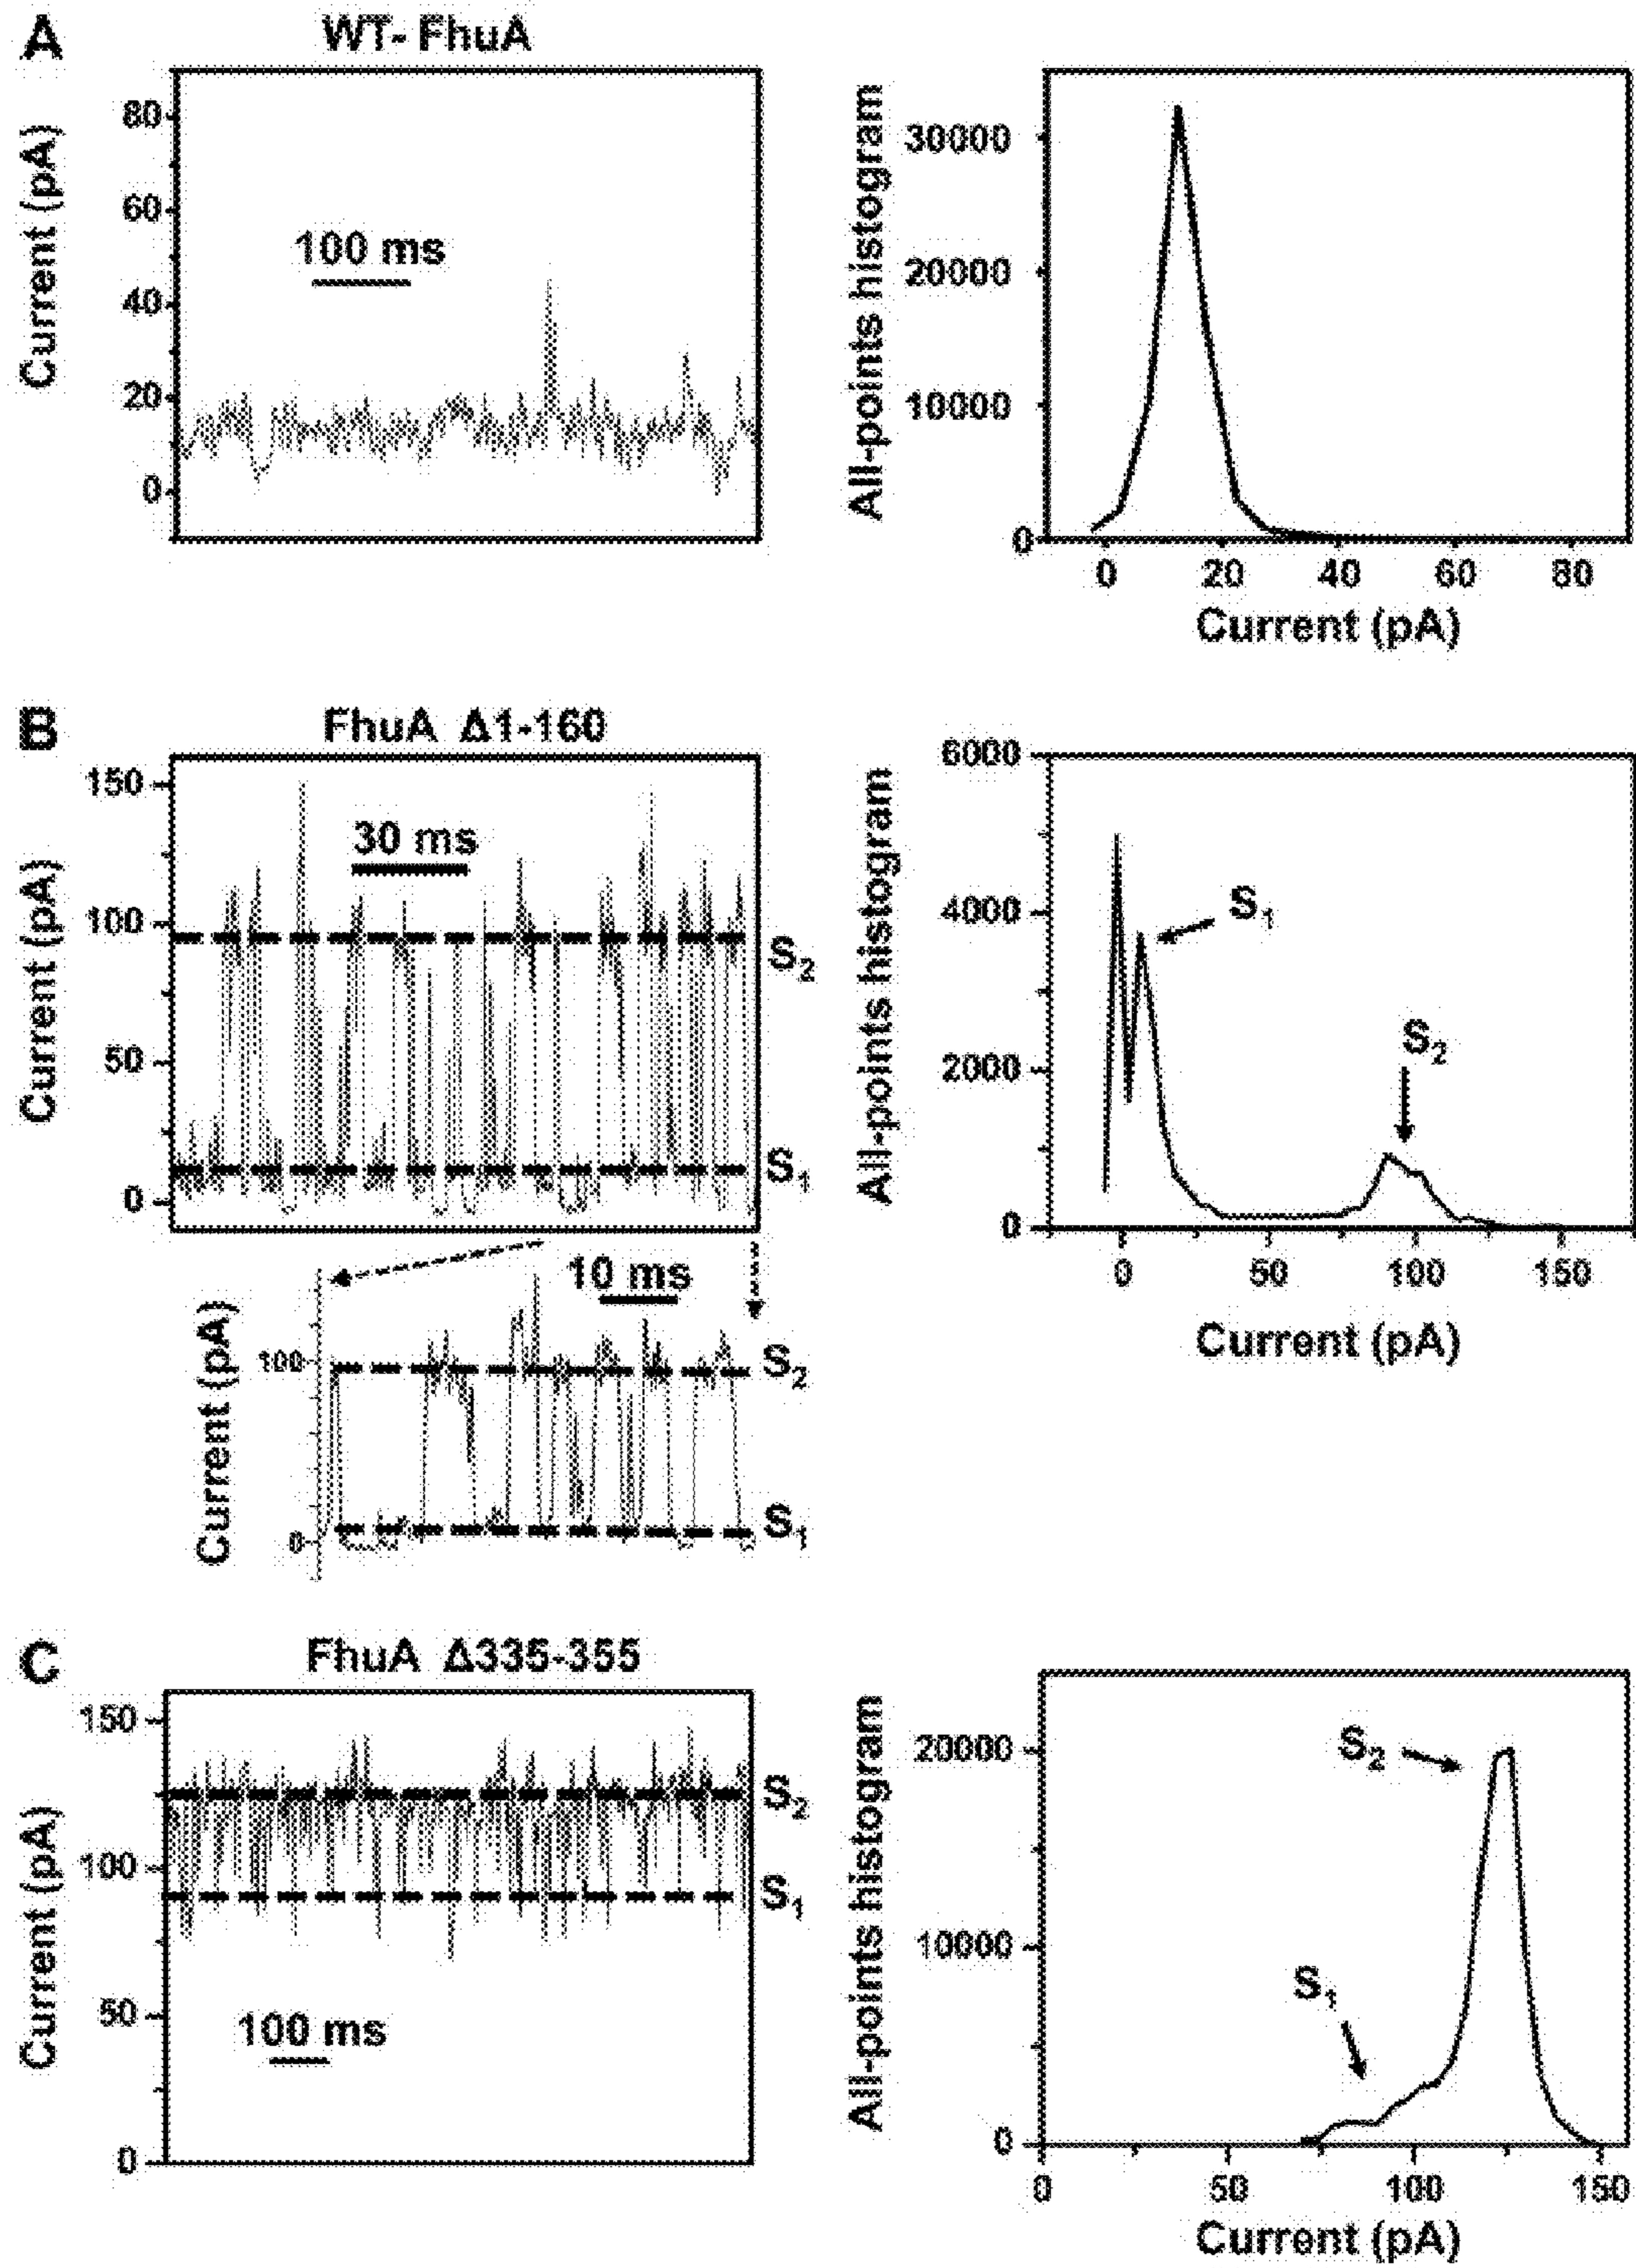 A
WT- FhuA
Current (pA)
80
60
40
20
0
100 ms
All-points histogram
30000
20000
10000
0
0 20 40 60 80
Current (pA)
B
FhuA Δ1-160
Current (pA)
150
100
50
0
30 ms
S2
S1
All-points histogram
6000
4000
2000
0
S1
S2
0 50 100 150
Current (pA)
10 ms
Current (pA)
100
0
S2
S1
C
FhuA Δ335-355
Current (pA)
150
100
50
0
S2
S1
100 ms
All-points histogram
20000
10000
0
S2
S1
0 50 100 150
Current (pA)